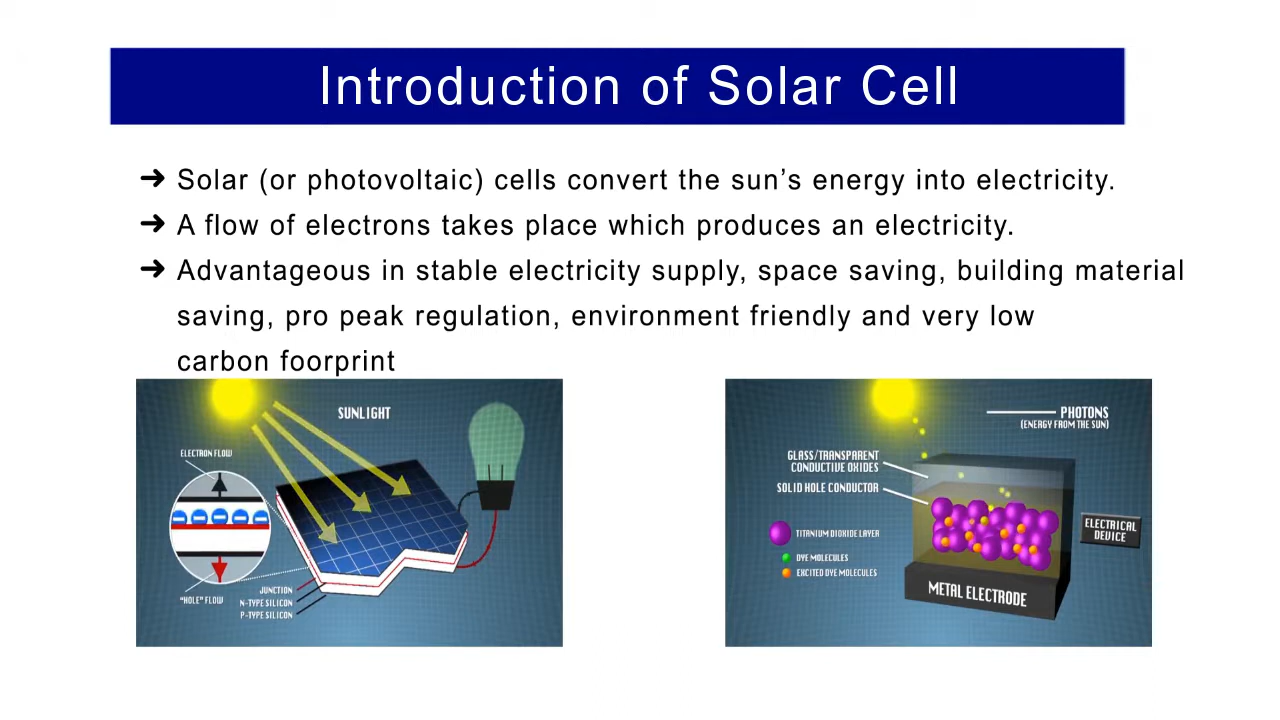 Introduction of Solar Cell
➜ Solar (or photovoltaic) cells convert the sun’s energy into electricity.
➜ A flow of electrons takes place which produces an electricity.
➜ Advantageous in stable electricity supply, space saving, building material
saving, pro peak regulation, environment friendly and very low
carbon foorprint
SUNLIGHT
ELECTRON FLOW
"HOLE" FLOW
JUNCTION
N-TYPE SILICON
P-TYPE SILICON
PHOTONS
(ENERGY FROM THE SUN)
GLASS/TRANSPARENT
CONDUCTIVE OXIDES
SOLID HOLE CONDUCTOR
TITANIUM DIOXIDE LAYER
DYE MOLECULES
EXCITED DYE MOLECULES
ELECTRICAL
DEVICE
METAL ELECTRODE